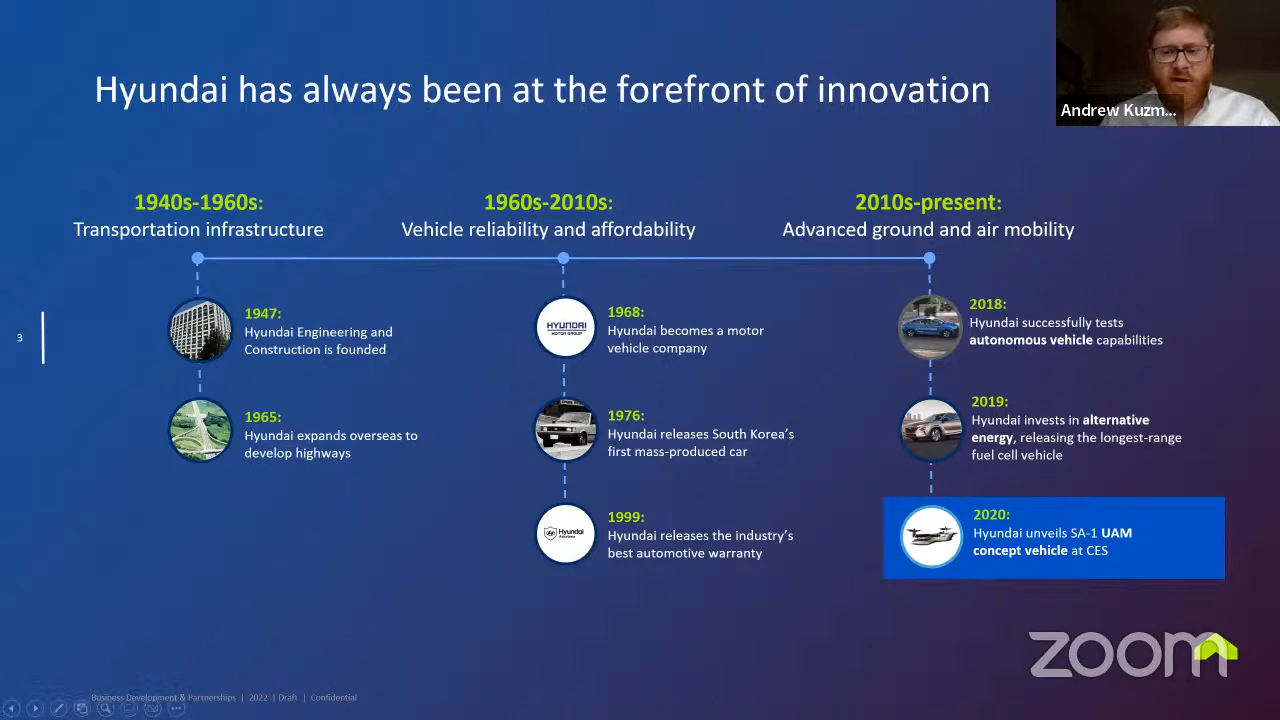 Hyundai has always been at the forefront of innovation
Andrew Kuzm...
1940s-1960s:
Transportation infrastructure
1947:
Hyundai Engineering and
Construction is founded
1965:
Hyundai expands overseas to
develop highways
1960s-2010s:
Vehicle reliability and affordability
HYUNDAI
MOTOR GROUP
1968:
Hyundai becomes a motor
vehicle company
1976:
Hyundai releases South Korea's
first mass-produced car
Hyundai
Assurance
1999:
Hyundai releases the industry's
best automotive warranty
2010s-present:
Advanced ground and air mobility
2018:
Hyundai successfully tests
autonomous vehicle capabilities
2019:
Hyundai invests in alternative
energy, releasing the longest-range
fuel cell vehicle
2020:
Hyundai unveils SA-1 UAM
concept vehicle at CES
3
zoom
Business Development & Partnerships | 2022 | Draft | Confidential